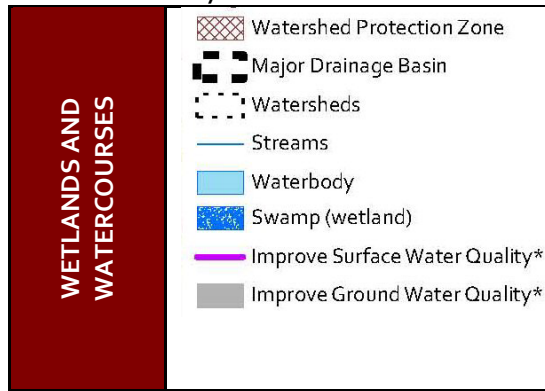 WETLANDS AND
WATERCOURSES
Watershed Protection Zone
Major Drainage Basin
Watersheds
Streams
Waterbody
Swamp (wetland)
Improve Surface Water Quality*
Improve Ground Water Quality*